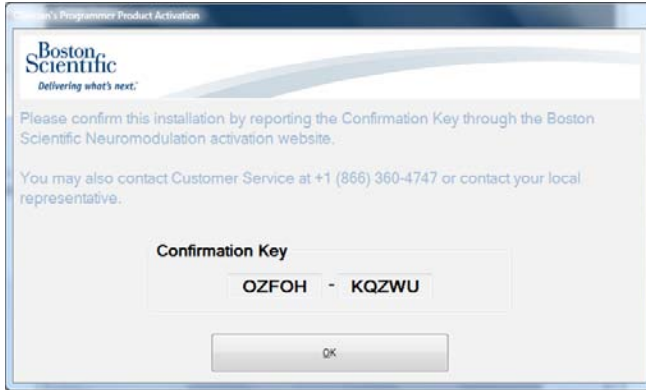 Clinician's Programmer Product Activation
Boston
Scientific
Delivering what's next.™
Please confirm this installation by reporting the Confirmation Key through the Boston
Scientific Neuromodulation activation website.
You may also contact Customer Service at +1 (866) 360-4747 or contact your local
representative.
Confirmation Key
OZFOH - KQZWU
OK